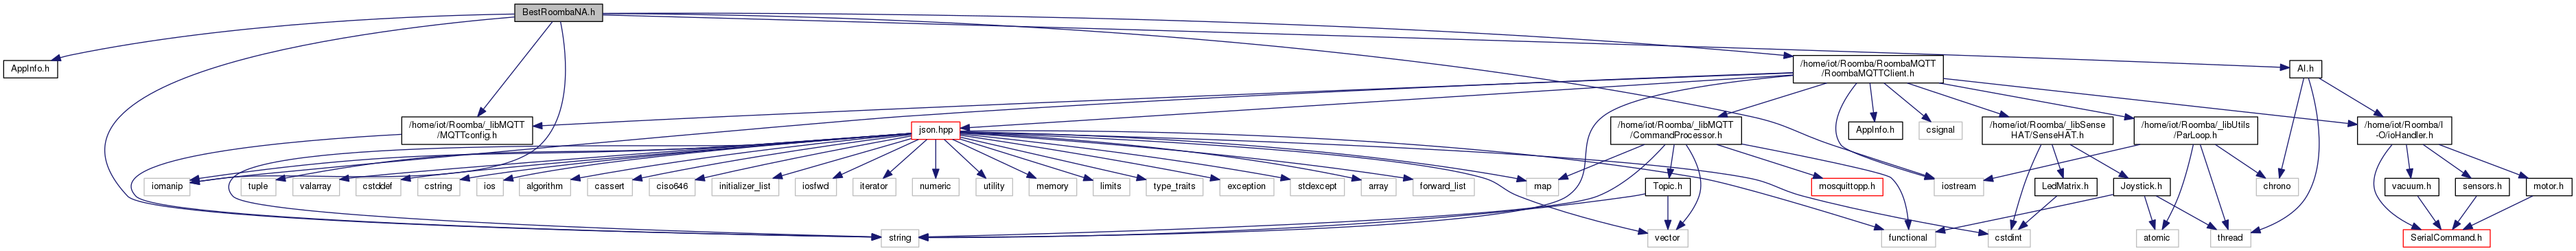 BestRoombaNA.h
AppInfo.h
/home/iot/Roomba/RoombaMQTT
/RoombaMQTTClient.h
AI.h
/home/iot/Roomba/_libMQTT
/MQTTconfig.h
json.hpp
/home/iot/Roomba/_libMQTT
/CommandProcessor.h
AppInfo.h
csignal
/home/iot/Roomba/_libSense
HAT/SenseHAT.h
/home/iot/Roomba/_libUtils
/ParLoop.h
/home/iot/Roomba/I
-O/ioHandler.h
iomanip
tuple
valarray
cstddef
cstring
ios
algorithm
cassert
ciso646
initializer_list
iosfwd
iterator
numeric
utility
memory
limits
type_traits
exception
stdexcept
array
forward_list
map
Topic.h
mosquittopp.h
iostream
LedMatrix.h
Joystick.h
chrono
vacuum.h
sensors.h
motor.h
string
vector
functional
cstdint
atomic
thread
SerialCommand.h